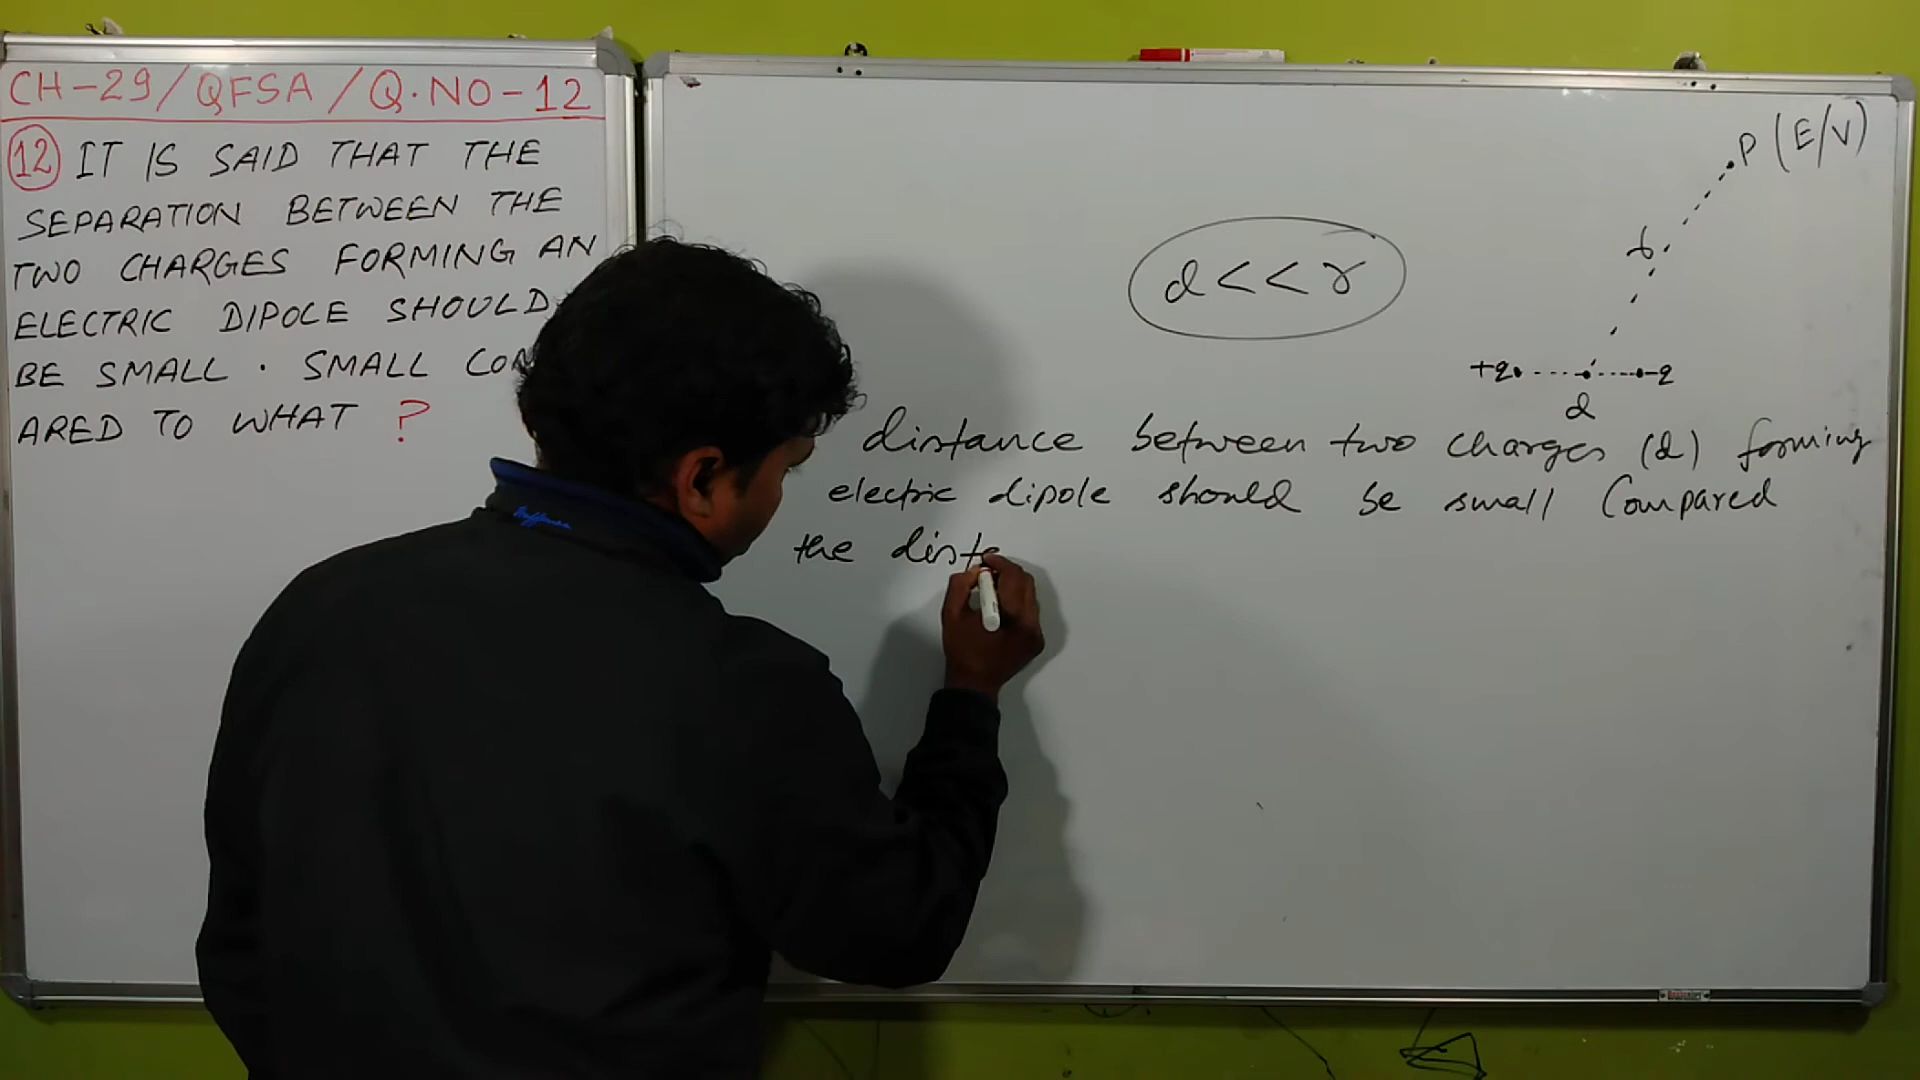 CH-29/QFSA/Q.NO-12
12 IT IS SAID THAT THE
SEPARATION BETWEEN THE
TWO CHARGES FORMING AN
ELECTRIC DIPOLE SHOULD
BE SMALL. SMALL COM
ARED TO WHAT ?
P (E/V)
d<<r
+q -q
d
distance between two charges (d) forming
electric dipole should be small Compared
the dista